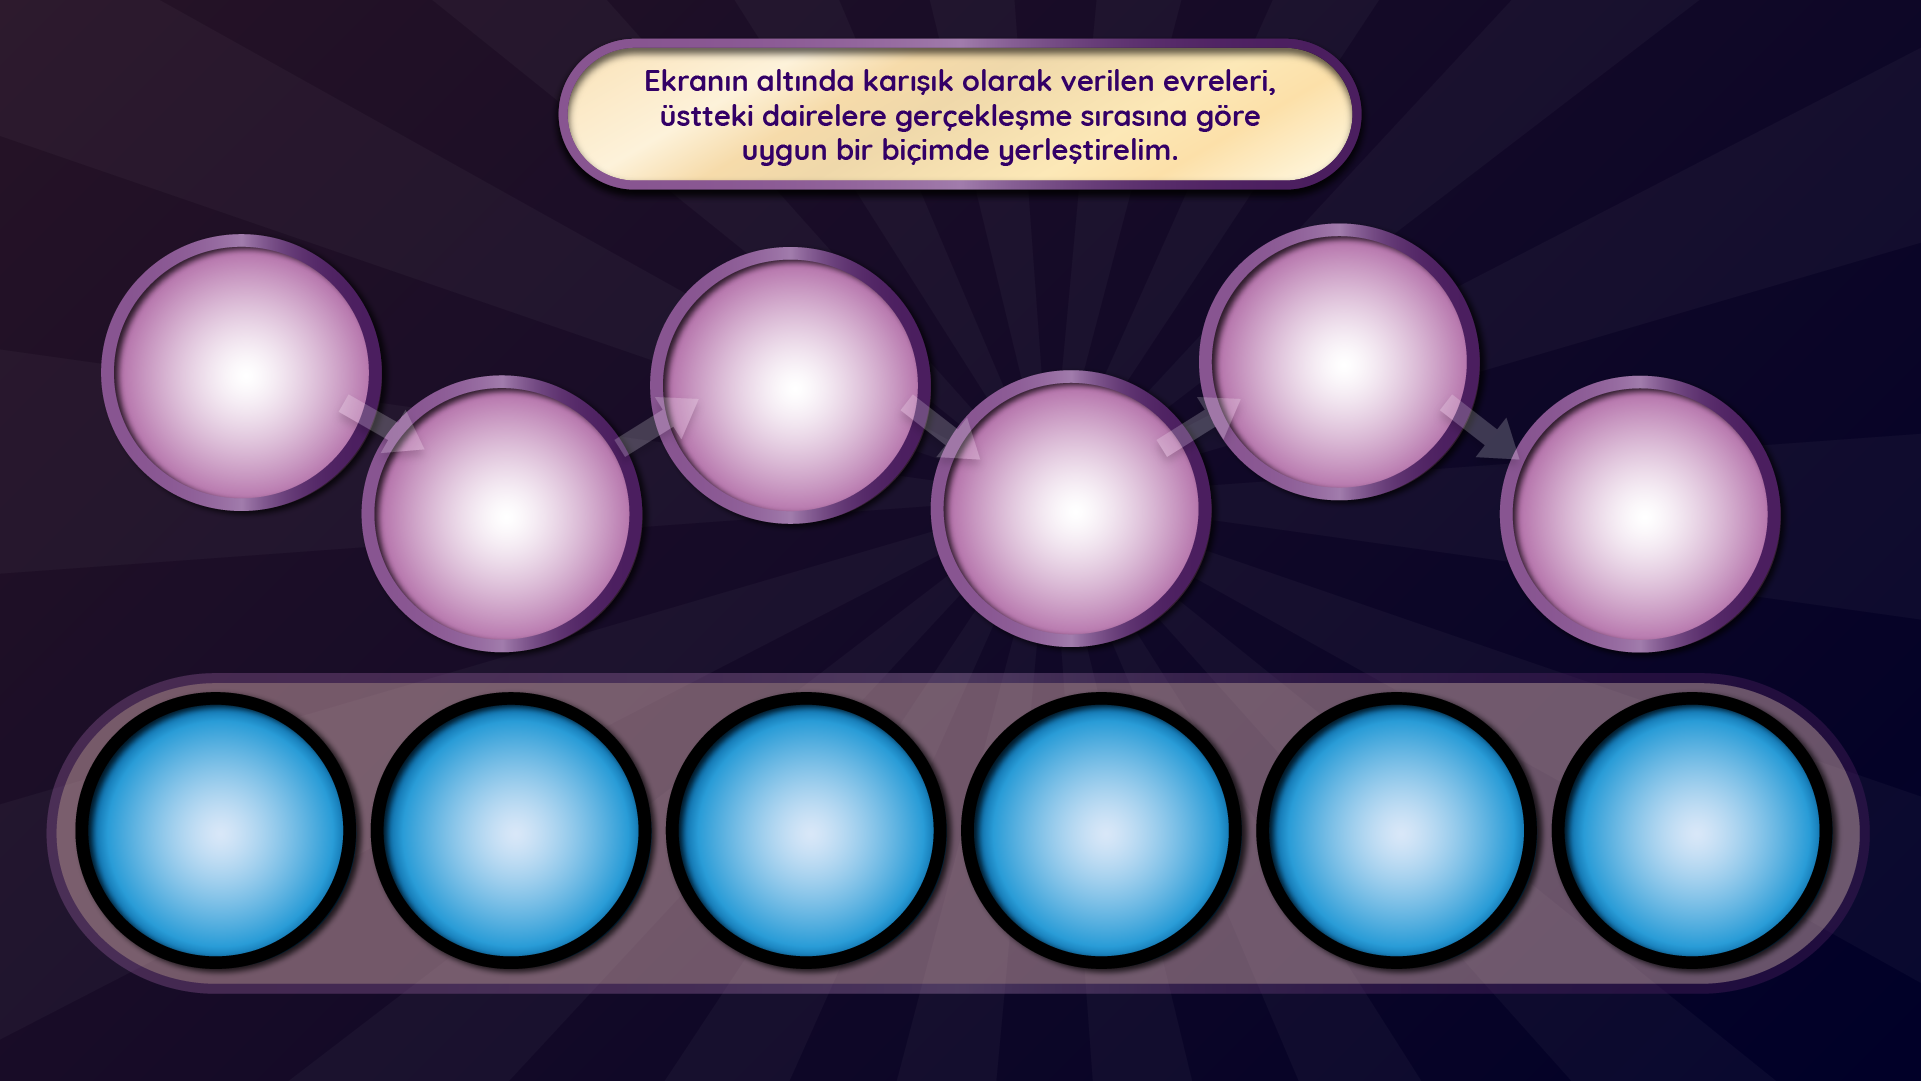 Ekranın altında karışık olarak verilen evreleri,
üstteki dairelere gerçekleşme sırasına göre
uygun bir biçimde yerleştirelim.